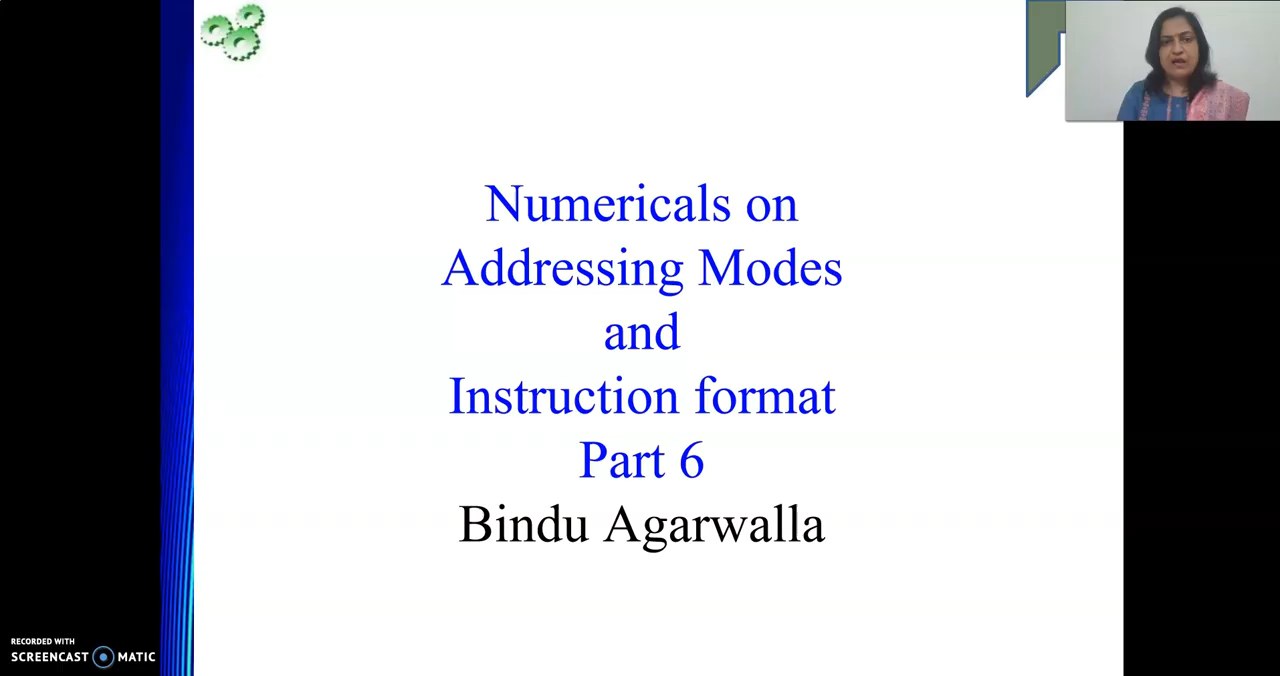 Numericals on
Addressing Modes
and
Instruction format
Part 6
Bindu Agarwalla
RECORDED WITH
SCREENCAST MATIC